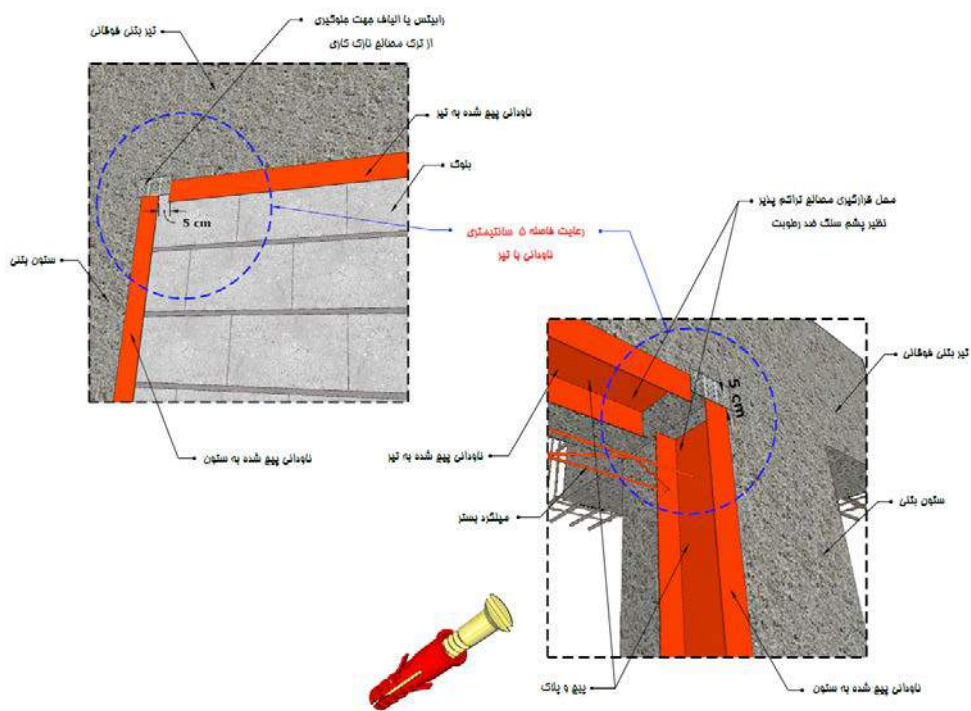 رابیتس یا الیاف جهت جلوگیری
از ترک مصالح نازک کاری
تیر بتنی فوقانی
ناودانی پیچ شده به تیر
بلوک
5 cm
ستون بتنی
ناودانی پیچ شده به ستون
رعایت فاصله ۵ سانتیمتری
ناودانی با تیر
محل قرارگیری مصالح تراکم پذیر
نظیر پشم سنگ ضد رطوبت
تیر بتنی فوقانی
5 cm
ناودانی پیچ شده به تیر
میلگرد بستر
ستون بتنی
پیچ و پلاک
ناودانی پیچ شده به ستون